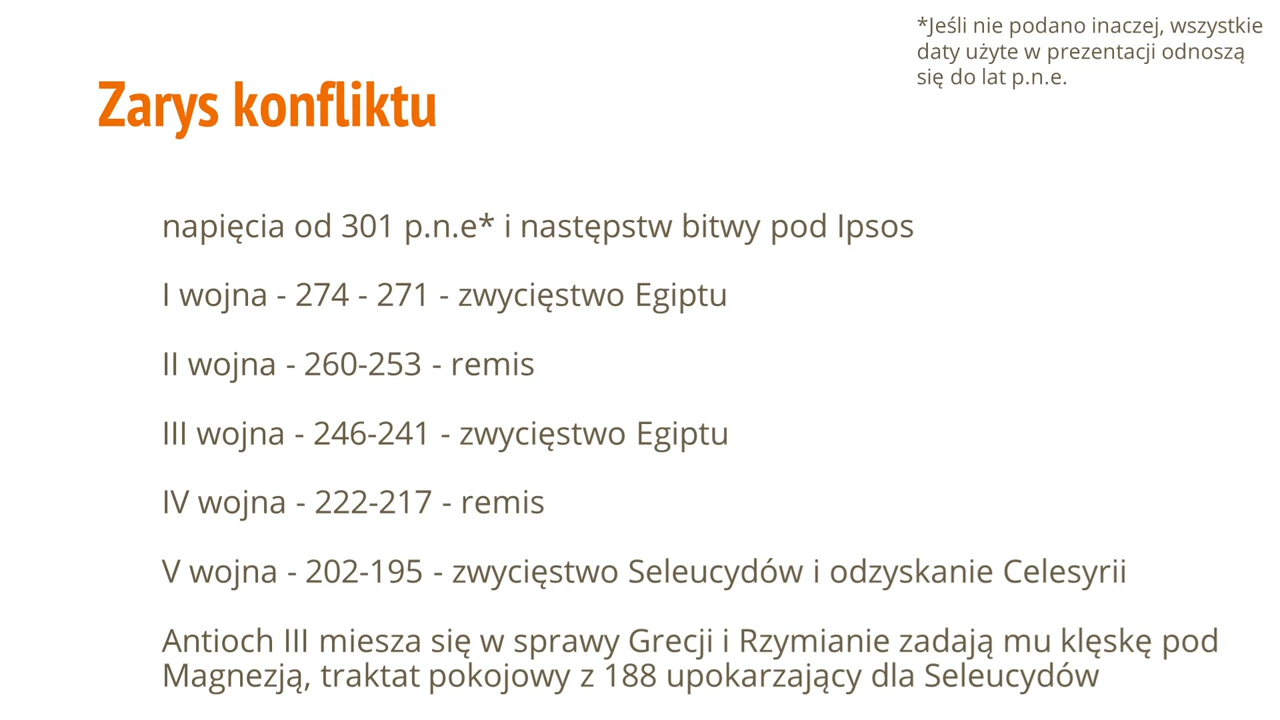 *Jeśli nie podano inaczej, wszystkie
daty użyte w prezentacji odnoszą
się do lat p.n.e.
Zarys konfliktu
napięcia od 301 p.n.e* i następstw bitwy pod Ipsos
I wojna - 274 - 271 - zwycięstwo Egiptu
II wojna - 260-253 - remis
III wojna - 246-241 - zwycięstwo Egiptu
IV wojna - 222-217 - remis
V wojna - 202-195 - zwycięstwo Seleucydów i odzyskanie Celesyrii
Antioch III miesza się w sprawy Grecji i Rzymianie zadają mu klęskę pod
Magnezją, traktat pokojowy z 188 upokarzający dla Seleucydów